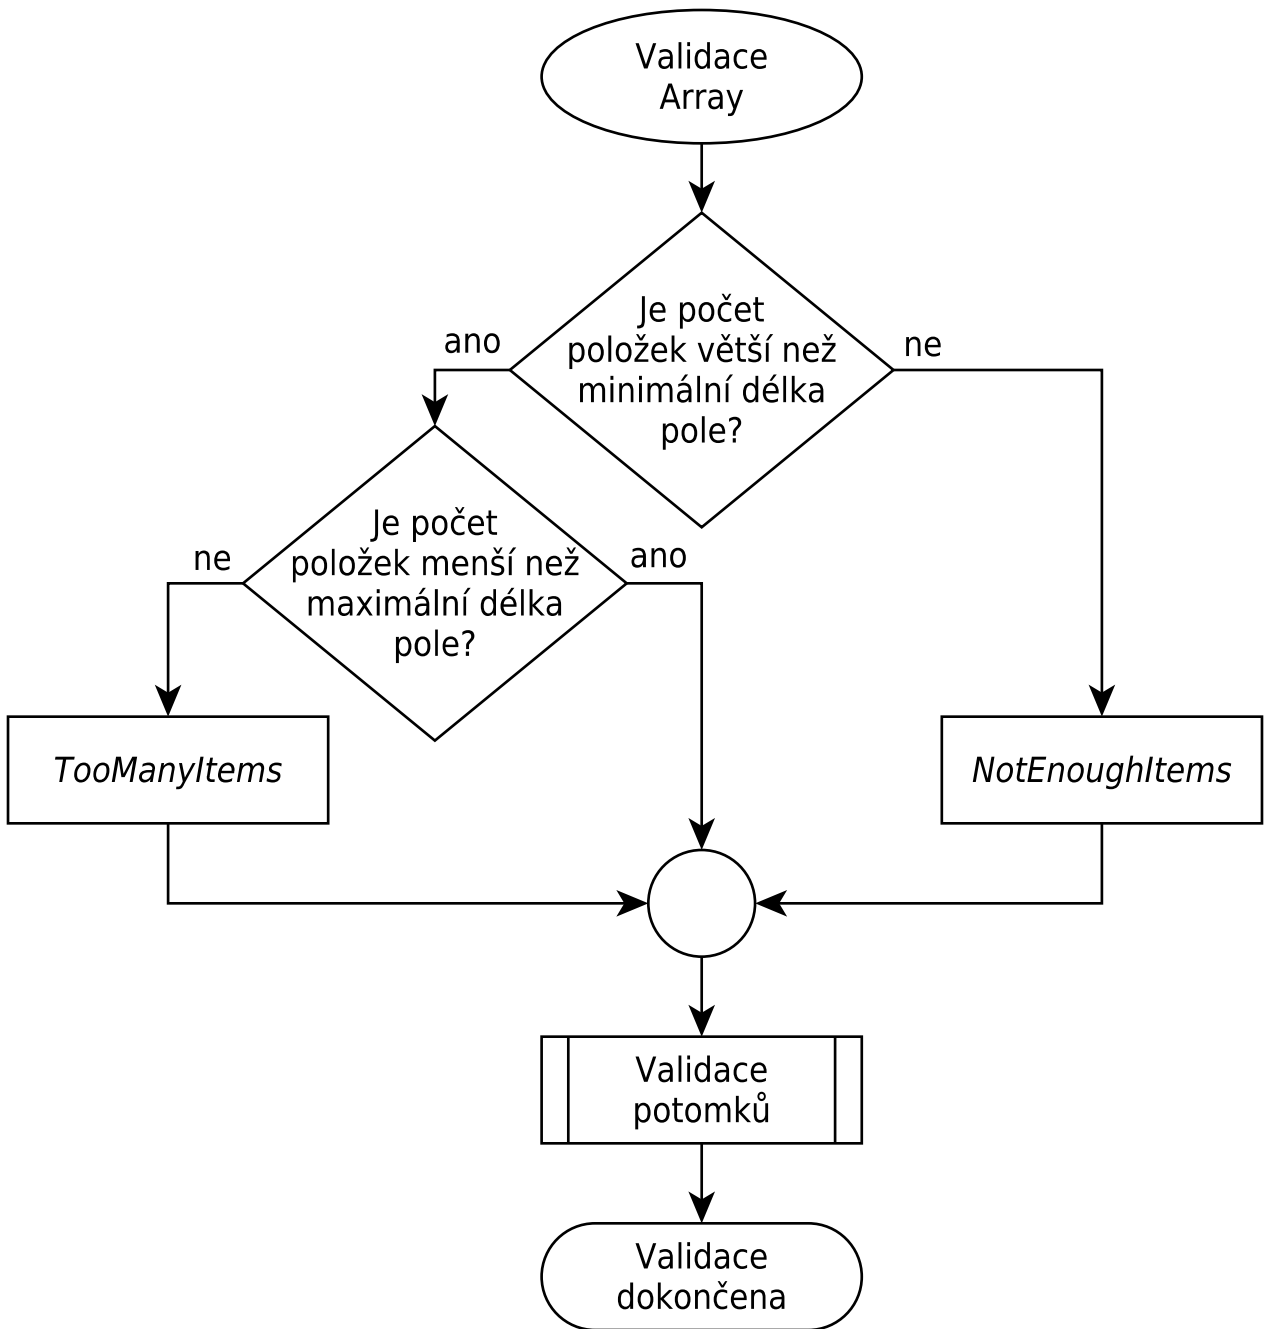 Validace
Array
Je počet
položek větší než
minimální délka
pole?
ano
ne
Je počet
položek menší než
maximální délka
pole?
ne
ano
TooManyItems
NotEnoughItems
Validace
potomků
Validace
dokončena